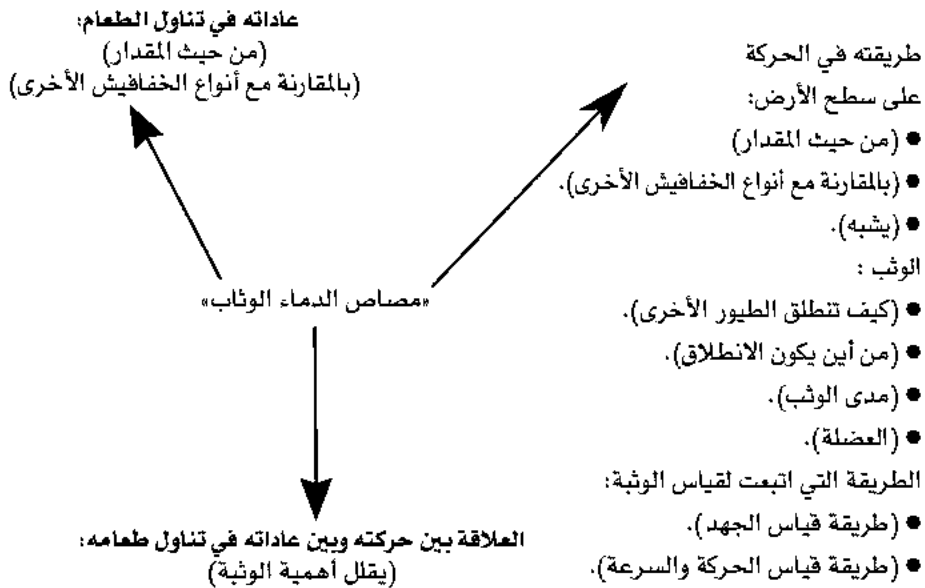 عاداته في تناول الطعام:
(من حيث المقدار)
(بالمقارنة مع أنواع الخفافيش الأخرى)
طريقته في الحركة
على سطح الأرض:
● (من حيث المقدار)
● (بالمقارنة مع أنواع الخفافيش الأخرى).
● (يشبه).
الوثب :
● (كيف تنطلق الطيور الأخرى).
● (من أين يكون الانطلاق).
● (مدى الوثب).
● (العضلة).
الطريقة التي اتبعت لقياس الوثبة:
● (طريقة قياس الجهد).
● (طريقة قياس الحركة والسرعة).
«مصاص الدماء الوثاب»
العلاقة بين حركته وبين عاداته في تناول طعامه:
(يقلل أهمية الوثبة)